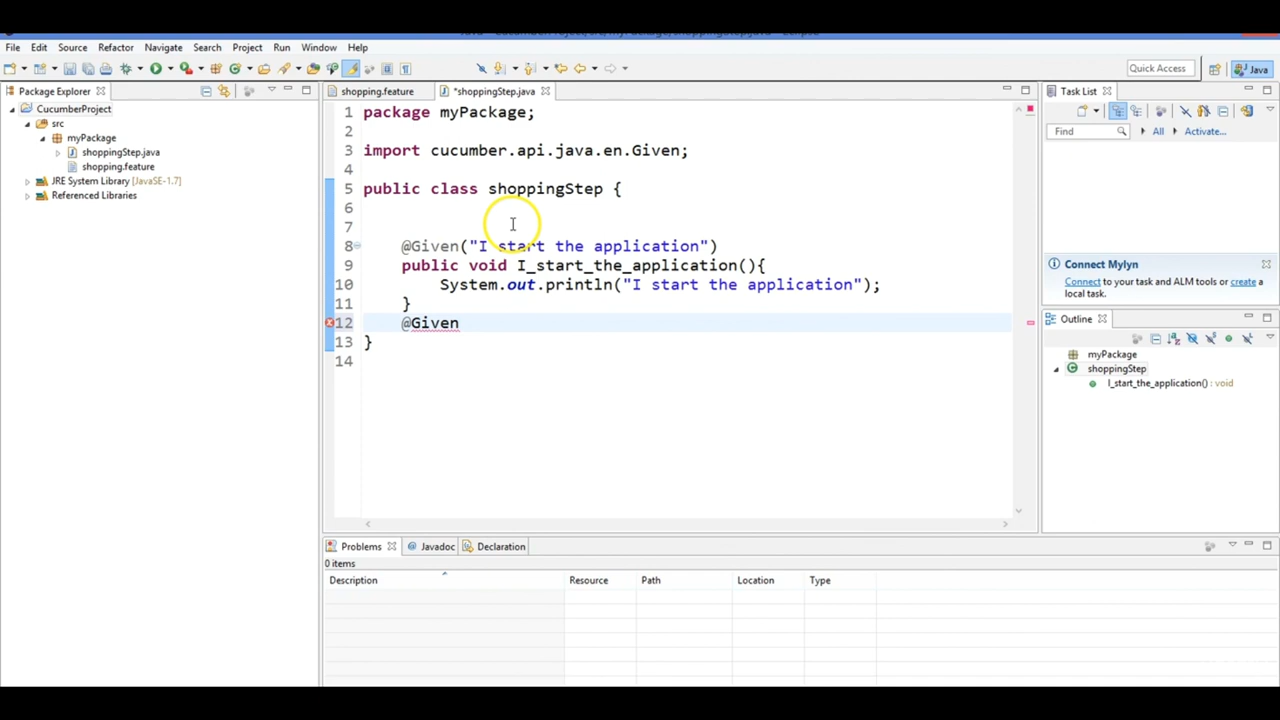 File Edit Source Refactor Navigate Search Project Run Window Help
Quick Access Java
Package Explorer
CucumberProject
src
myPackage
shoppingStep.java
shopping.feature
JRE System Library [JavaSE-1.7]
Referenced Libraries
shopping.feature *shoppingStep.java
1 package myPackage;
2
3 import cucumber.api.java.en.Given;
4
5 public class shoppingStep {
6
7
8 @Given("I start the application")
9 public void I_start_the_application(){
10 System.out.println("I start the application");
11 }
12 @Given
13 }
14
Task List
Find All Activate...
Connect Mylyn
Connect to your task and ALM tools or create a
local task.
Outline
myPackage
shoppingStep
I_start_the_application() : void
Problems @ Javadoc Declaration
0 items
Description Resource Path Location Type